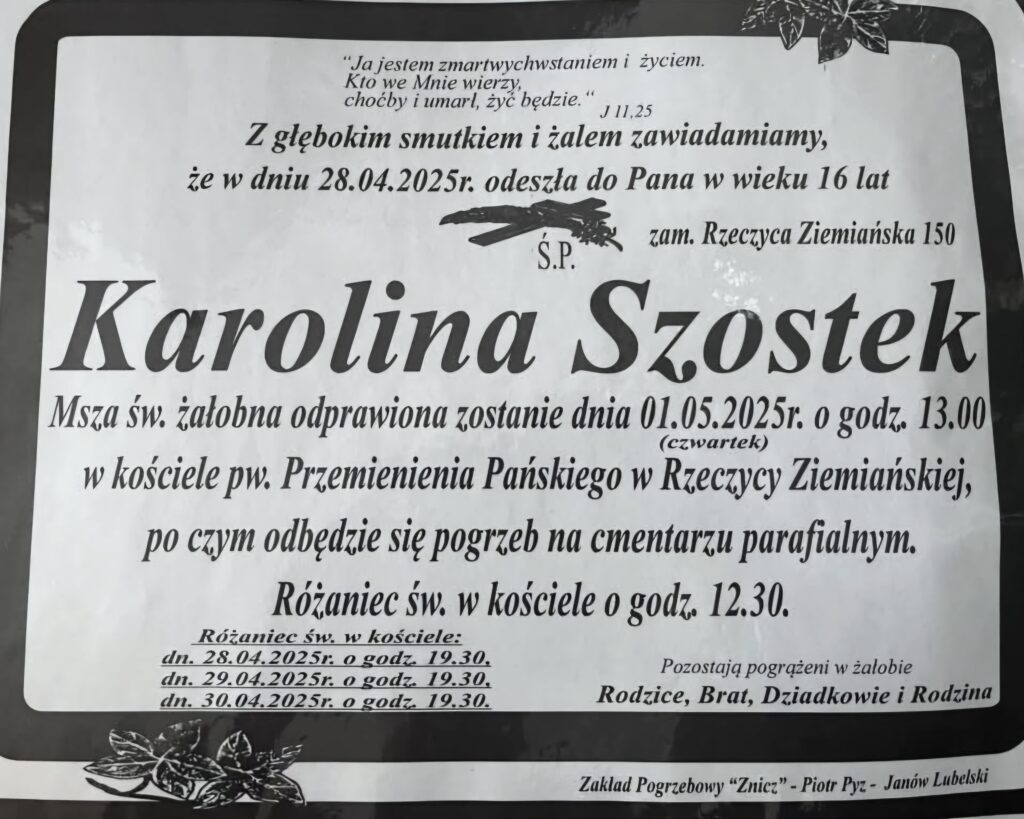 "Ja jestem zmartwychwstaniem i życiem.
Kto we Mnie wierzy,
choćby i umarł, żyć będzie."
J 11,25
Z głębokim smutkiem i żalem zawiadamiamy,
że w dniu 28.04.2025r. odeszła do Pana w wieku 16 lat
zam. Rzeczyca Ziemiańska 150
Ś.P.
Karolina Szostek
Msza św. żałobna odprawiona zostanie dnia 01.05.2025r. o godz. 13.00
(czwartek)
w kościele pw. Przemienienia Pańskiego w Rzeczycy Ziemiańskiej,
po czym odbędzie się pogrzeb na cmentarzu parafialnym.
Różaniec św. w kościele o godz. 12.30.
Różaniec św. w kościele:
dn. 28.04.2025r. o godz. 19.30,
dn. 29.04.2025r. o godz. 19.30,
dn. 30.04.2025r. o godz. 19.30.
Pozostają pogrążeni w żałobie
Rodzice, Brat, Dziadkowie i Rodzina
Zakład Pogrzebowy "Znicz" - Piotr Pyz - Janów Lubelski